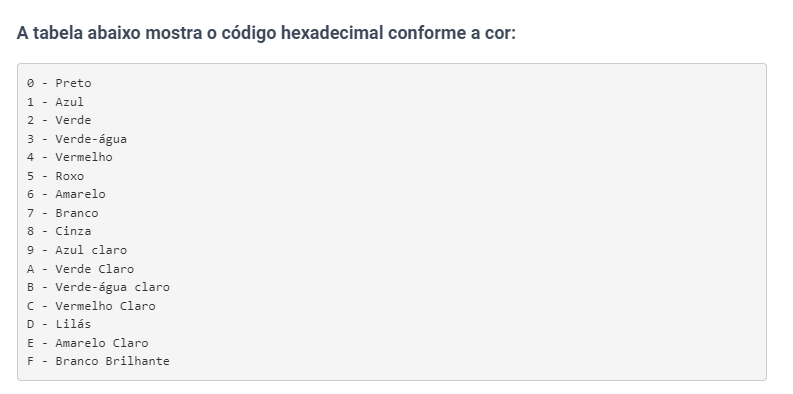 A tabela abaixo mostra o código hexadecimal conforme a cor:
0 - Preto
1 - Azul
2 - Verde
3 - Verde-água
4 - Vermelho
5 - Roxo
6 - Amarelo
7 - Branco
8 - Cinza
9 - Azul claro
A - Verde Claro
B - Verde-água claro
C - Vermelho Claro
D - Lilás
E - Amarelo Claro
F - Branco Brilhante